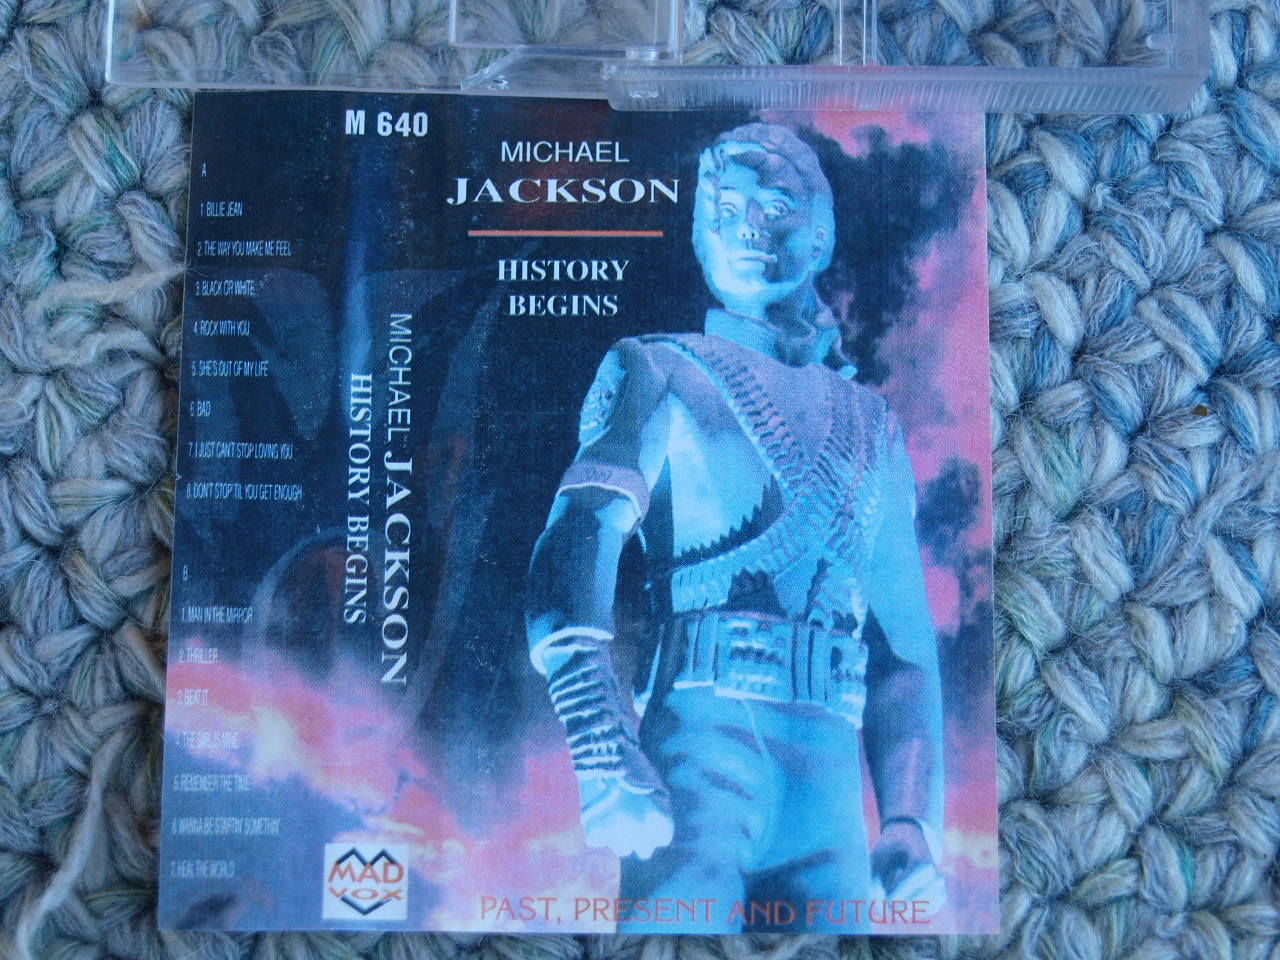 M 640
A
1. BILLIE JEAN
2. THE WAY YOU MAKE ME FEEL
3. BLACK OR WHITE
4. ROCK WITH YOU
5. SHE'S OUT OF MY LIFE
6. BAD
7. I JUST CAN'T STOP LOVING YOU
8. DON'T STOP 'TIL YOU GET ENOUGH
B
1. MAN IN THE MIRROR
2. THRILLER
3. BEAT IT
4. THE GIRL IS MINE
5. REMEMBER THE TIME
6. WANNA BE STARTIN' SOMETHIN'
7. HEAL THE WORLD
MAD
VOX
MICHAEL JACKSON
HISTORY BEGINS
MICHAEL
JACKSON
HISTORY
BEGINS
PAST, PRESENT AND FUTURE